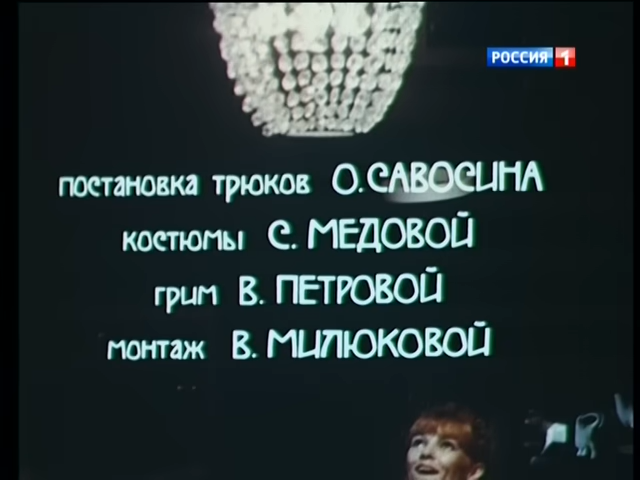 РОССИЯ 1
постановка трюков О. САВОСИНА
костюмы С. МЕДОВОЙ
грим В. ПЕТРОВОЙ
монтаж В. МИЛЮКОВОЙ